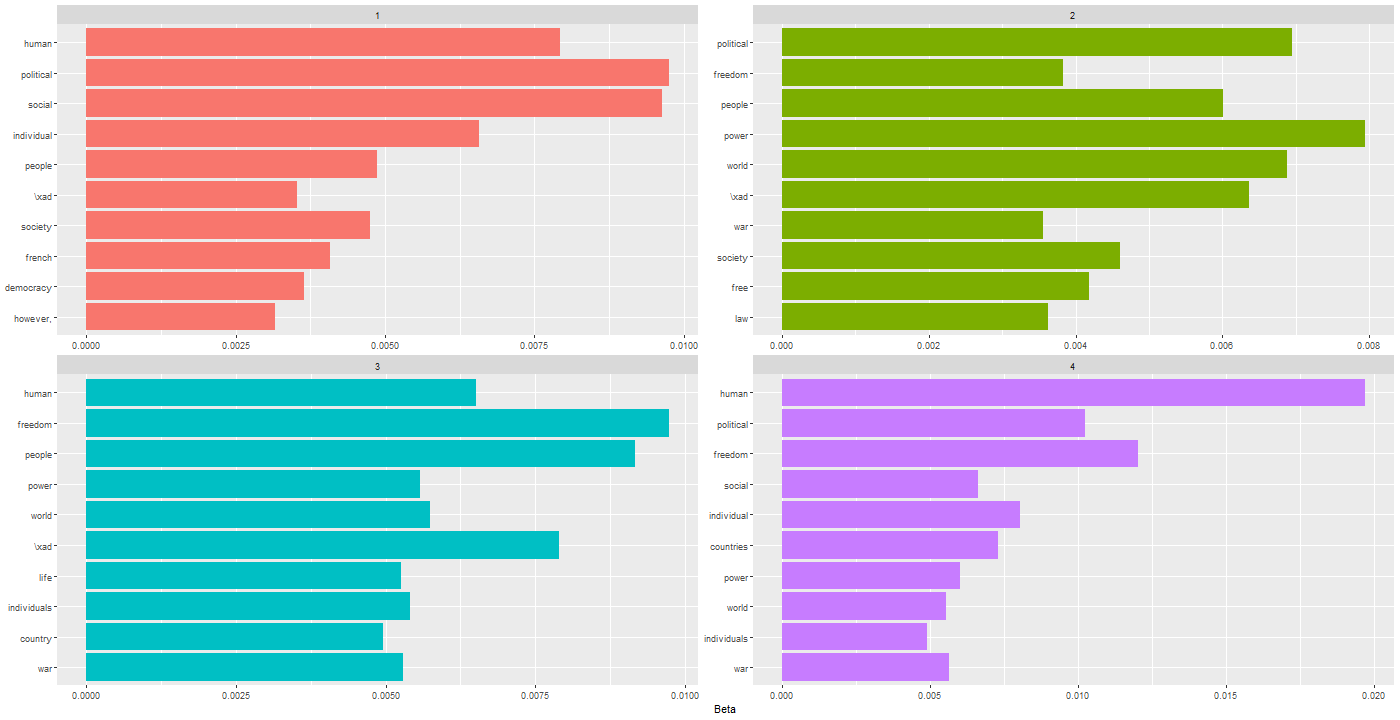 1
human
political
social
individual
people
\xad
society
french
democracy
however,
0.0000 0.0025 0.0050 0.0075 0.0100
2
political
freedom
people
power
world
\xad
war
society
free
law
0.000 0.002 0.004 0.006 0.008
3
human
freedom
people
power
world
\xad
life
individuals
country
war
0.0000 0.0025 0.0050 0.0075 0.0100
4
human
political
freedom
social
individual
countries
power
world
individuals
war
0.000 0.005 0.010 0.015 0.020
Beta